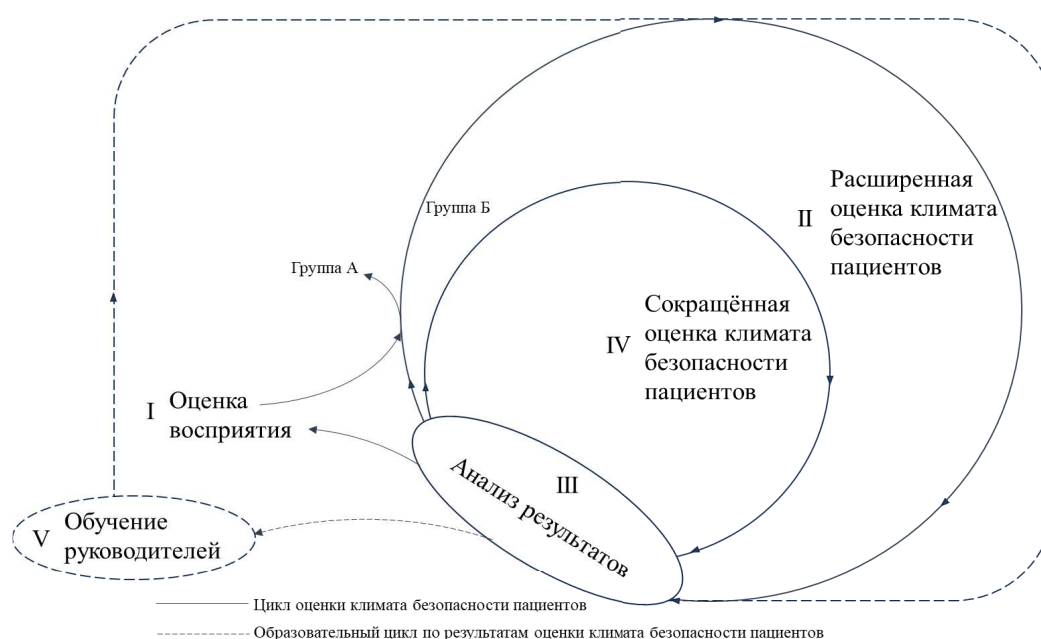 Расширенная
II оценка климата
безопасности
пациентов
Группа Б
Группа А
Сокращённая
IV оценка климата
безопасности
пациентов
I Оценка
восприятия
III
Анализ результатов
V Обучение
руководителей
Цикл оценки климата безопасности пациентов
Образовательный цикл по результатам оценки климата безопасности пациентов